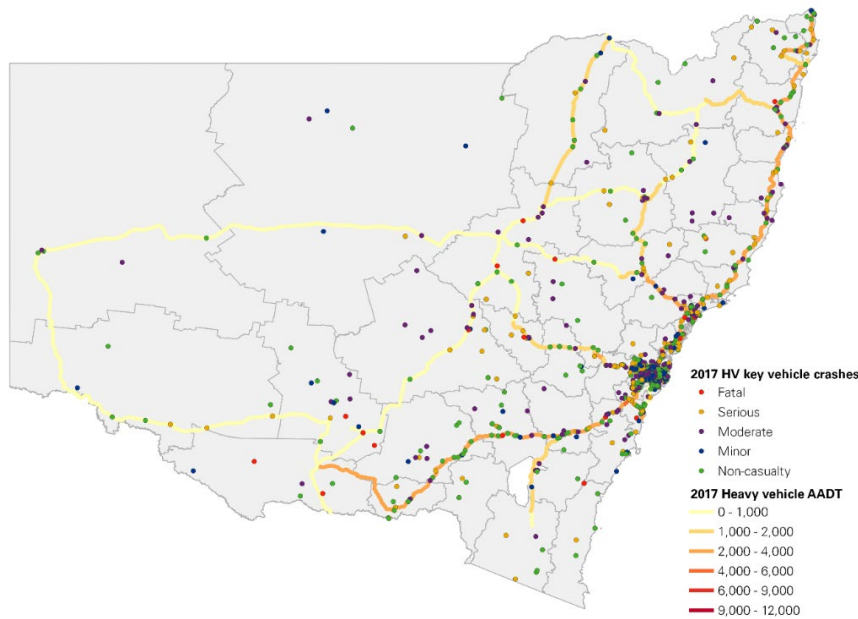 2017 HV key vehicle crashes
Fatal
Serious
Moderate
Minor
Non-casualty
2017 Heavy vehicle AADT
0 - 1,000
1,000 - 2,000
2,000 - 4,000
4,000 - 6,000
6,000 - 9,000
9,000 - 12,000